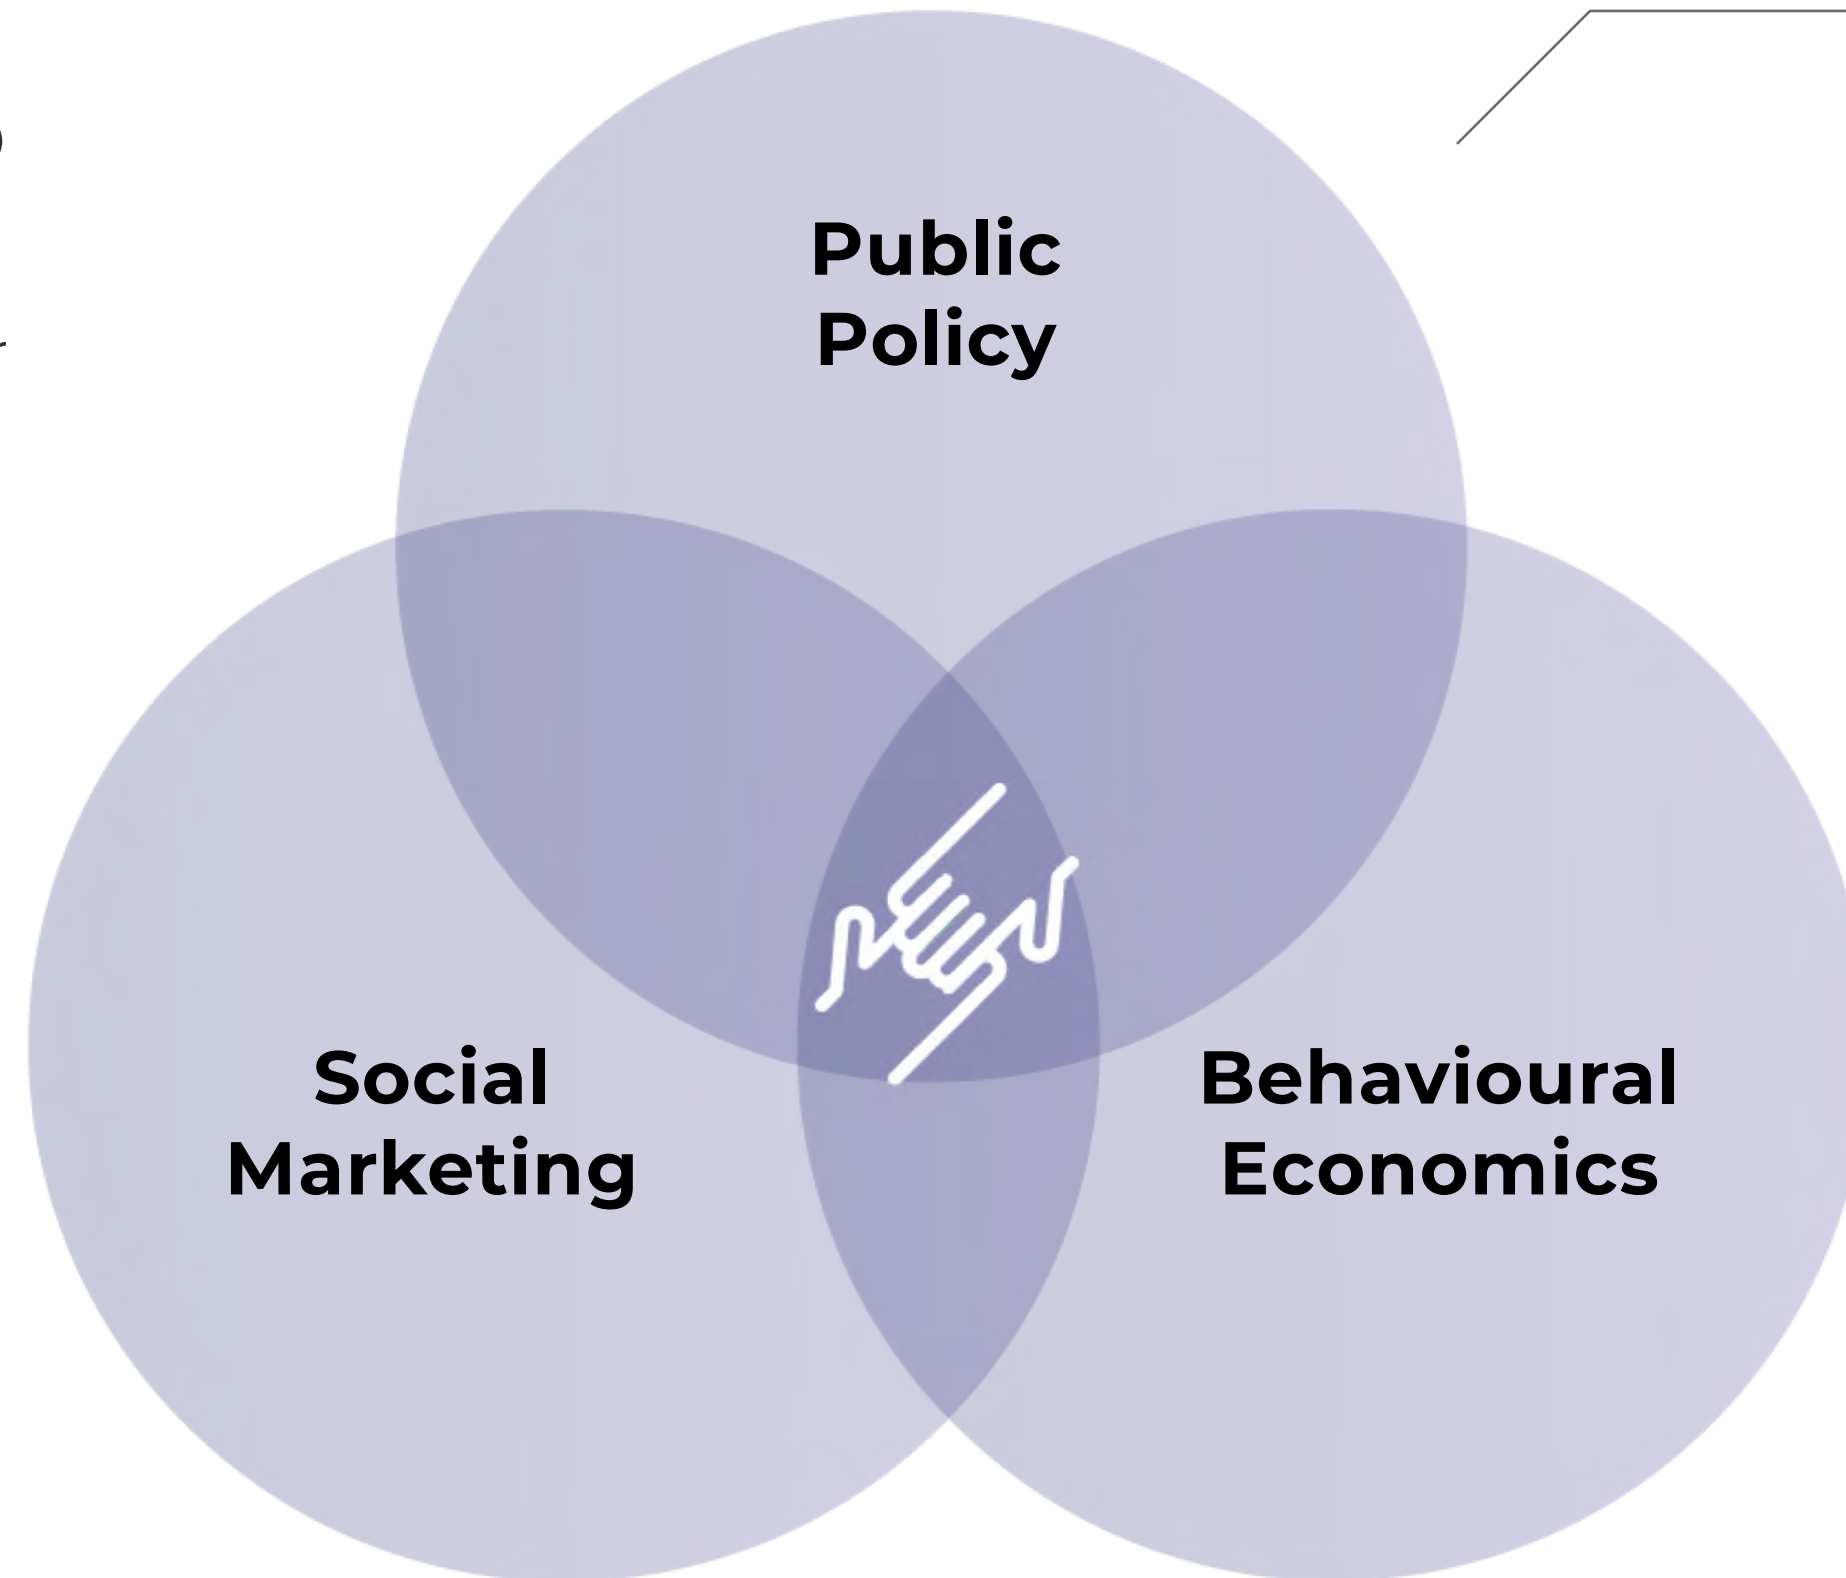 Public
Policy
Social
Marketing
Behavioural
Economics